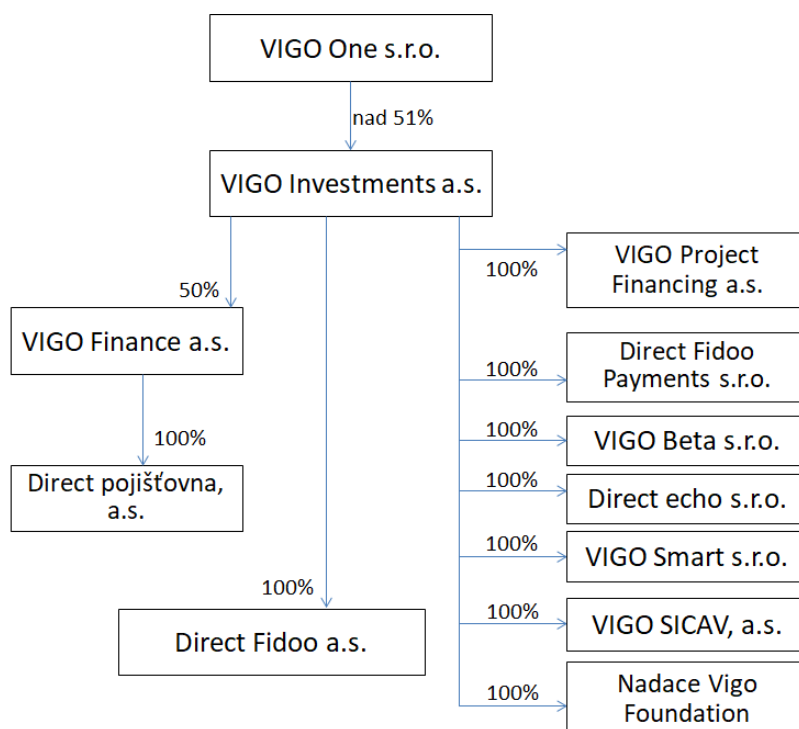 VIGO One s.r.o.
nad 51%
VIGO Investments a.s.
50%
VIGO Finance a.s.
100%
Direct pojišťovna,
a.s.
100%
Direct Fidoo a.s.
100%
VIGO Project
Financing a.s.
100%
Direct Fidoo
Payments s.r.o.
100%
VIGO Beta s.r.o.
100%
Direct echo s.r.o.
100%
VIGO Smart s.r.o.
100%
VIGO SICAV, a.s.
100%
Nadace Vigo
Foundation